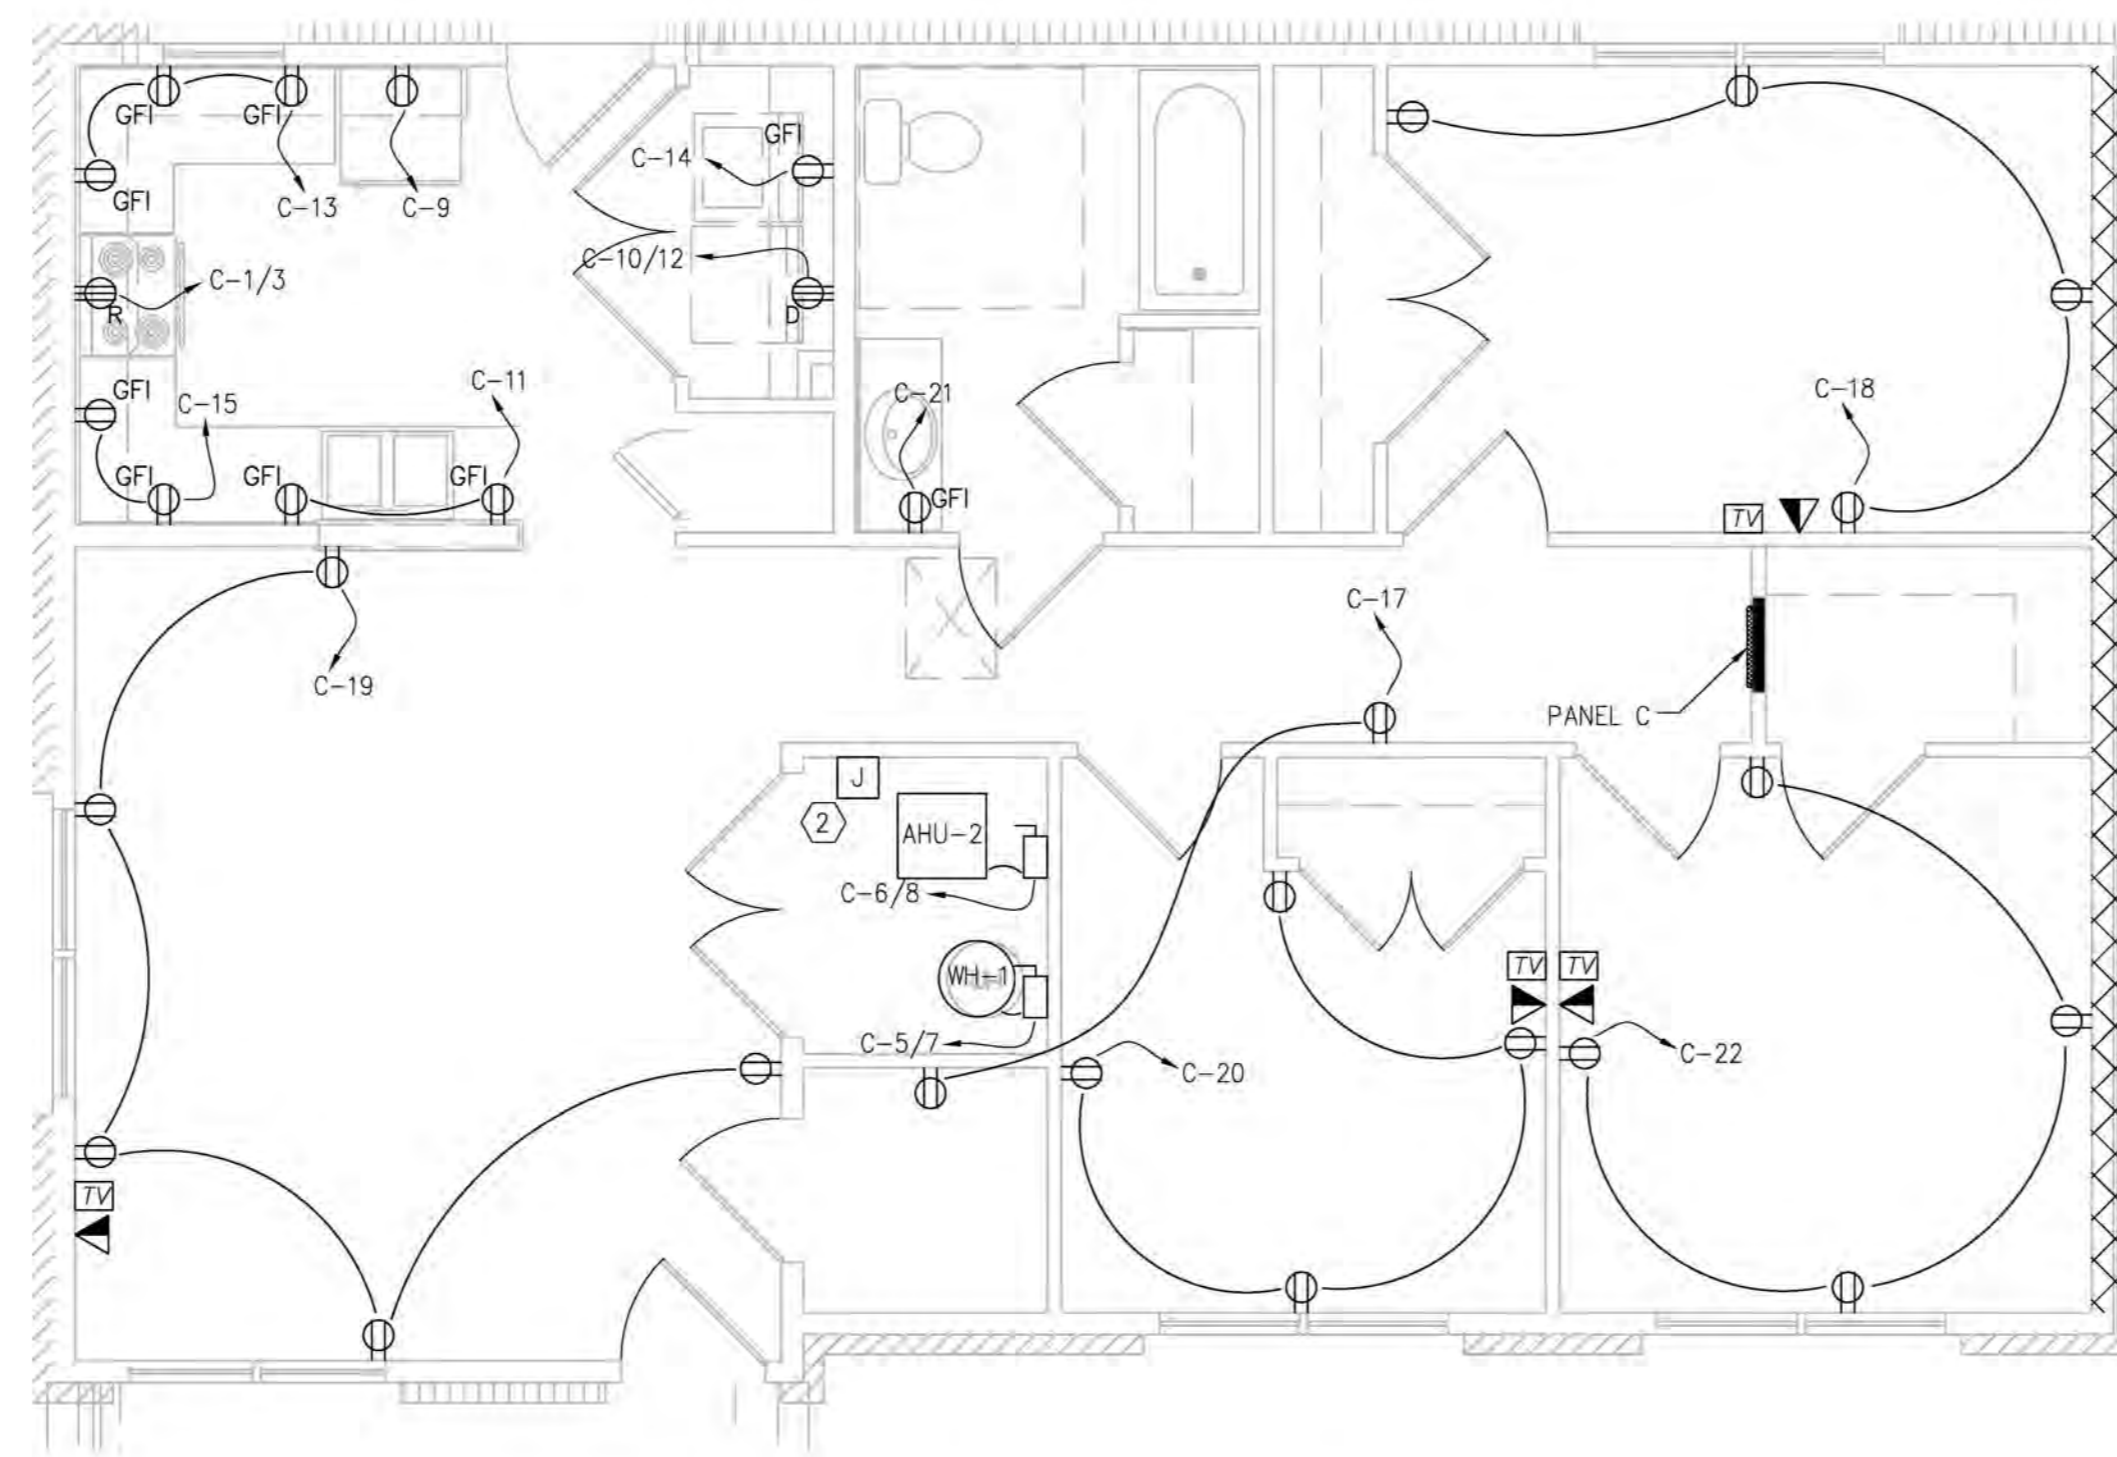 GFI
GFI
GFI
C-14
GFI
C-13
C-9
C-10/12
C-1/3
R
D
C-11
GFI
C-15
C-21
C-18
GFI
GFI
GFI
GFI
TV
C-17
C-19
PANEL C
J
2
AHU-2
C-6/8
TV
TV
WH-1
C-5/7
C-20
C-22
TV